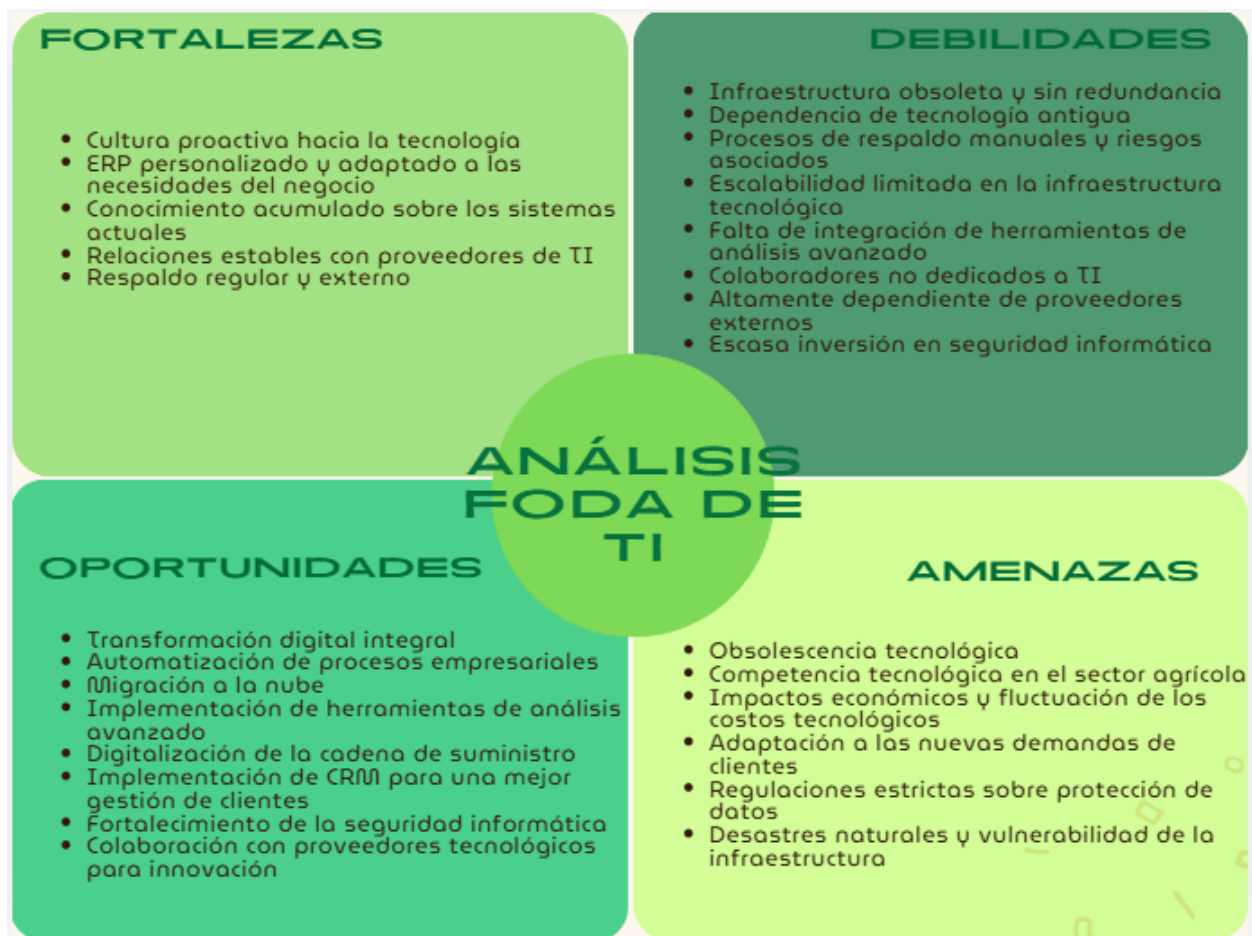 FORTALEZAS
• Cultura proactiva hacia la tecnología
• ERP personalizado y adaptado a las
necesidades del negocio
• Conocimiento acumulado sobre los sistemas
actuales
• Relaciones estables con proveedores de TI
• Respaldo regular y externo
DEBILIDADES
• Infraestructura obsoleta y sin redundancia
• Dependencia de tecnología antigua
• Procesos de respaldo manuales y riesgos
asociados
• Escalabilidad limitada en la infraestructura
tecnológica
• Falta de integración de herramientas de
análisis avanzado
• Colaboradores no dedicados a TI
• Altamente dependiente de proveedores
externos
• Escasa inversión en seguridad informática
ANÁLISIS
FODA DE
TI
OPORTUNIDADES
• Transformación digital integral
• Automatización de procesos empresariales
• Migración a la nube
• Implementación de herramientas de análisis
avanzado
• Digitalización de la cadena de suministro
• Implementación de CRM para una mejor
gestión de clientes
• Fortalecimiento de la seguridad informática
• Colaboración con proveedores tecnológicos
para innovación
AMENAZAS
• Obsolescencia tecnológica
• Competencia tecnológica en el sector agrícola
• Impactos económicos y fluctuación de los
costos tecnológicos
• Adaptación a las nuevas demandas de
clientes
• Regulaciones estrictas sobre protección de
datos
• Desastres naturales y vulnerabilidad de la
infraestructura